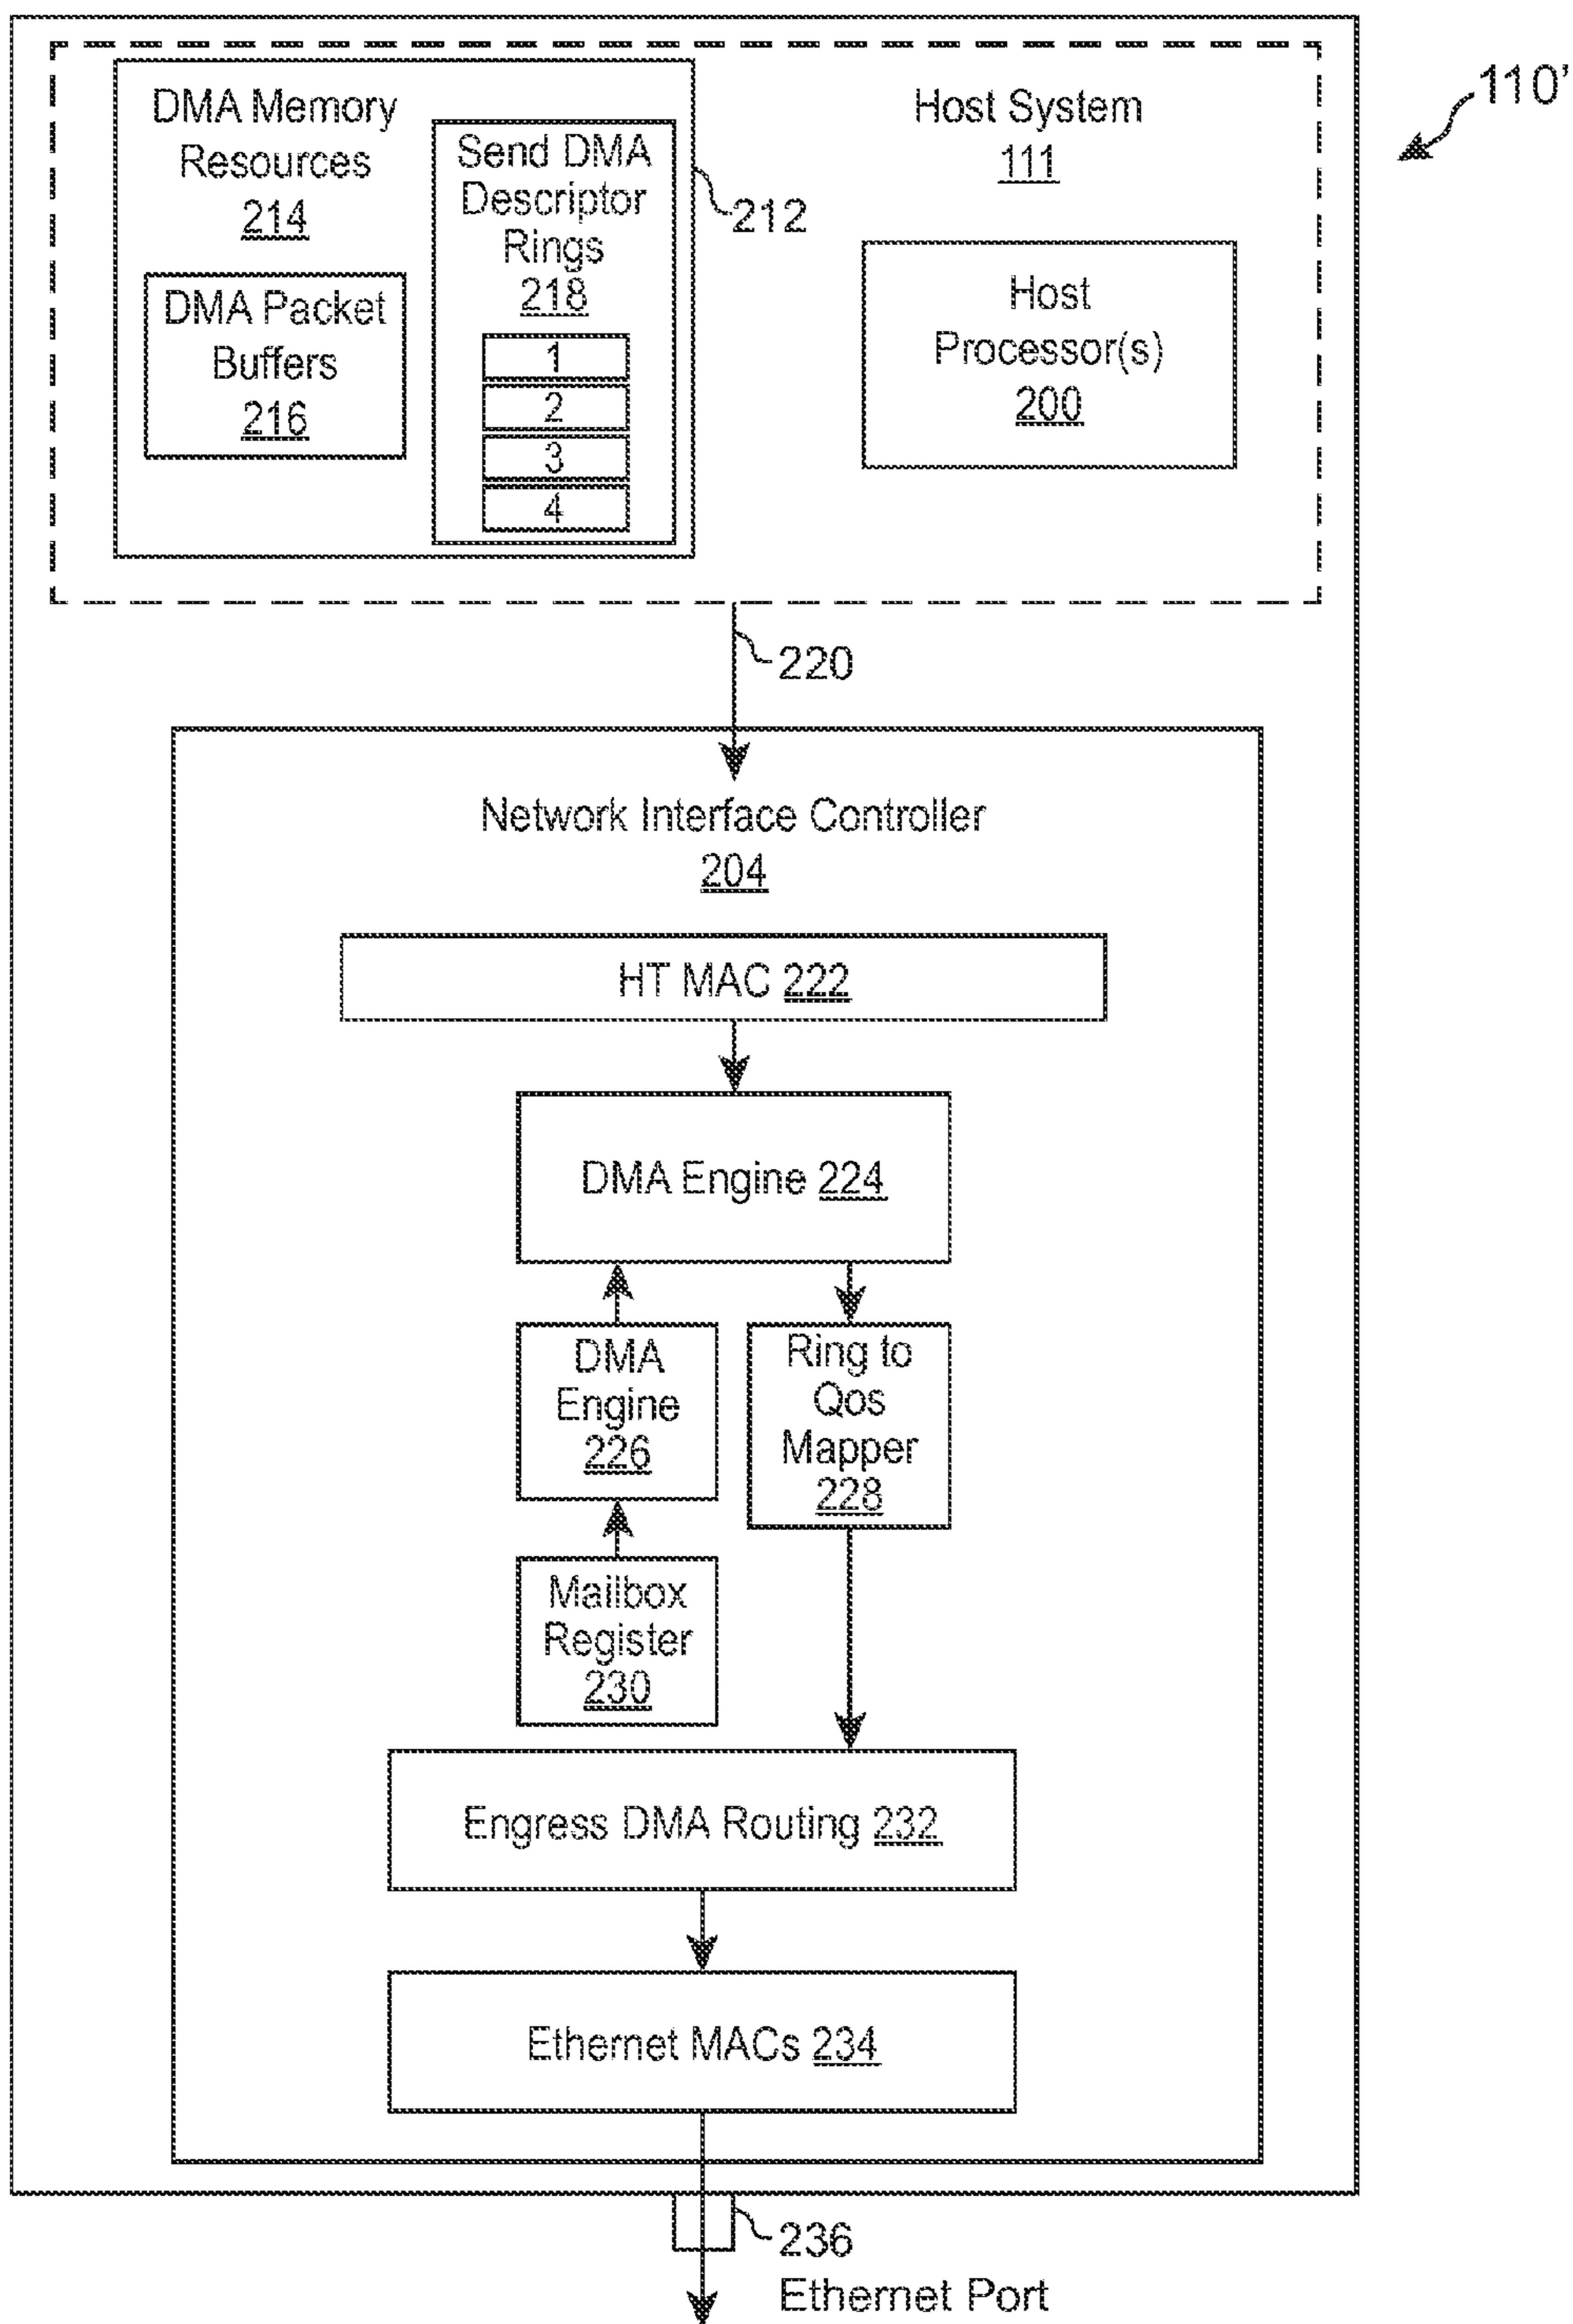 110’
DMA Memory
Resources
214
DMA Packet
Buffers
216
Send DMA
Descriptor
Rings
218
1
2
3
4
212
Host System
111
Host
Processor(s)
200
220
Network Interface Controller
204
HT MAC 222
DMA Engine 224
DMA
Engine
226
Ring to
Qos
Mapper
228
Mailbox
Register
230
Engress DMA Routing 232
Ethernet MACs 234
236
Ethernet Port